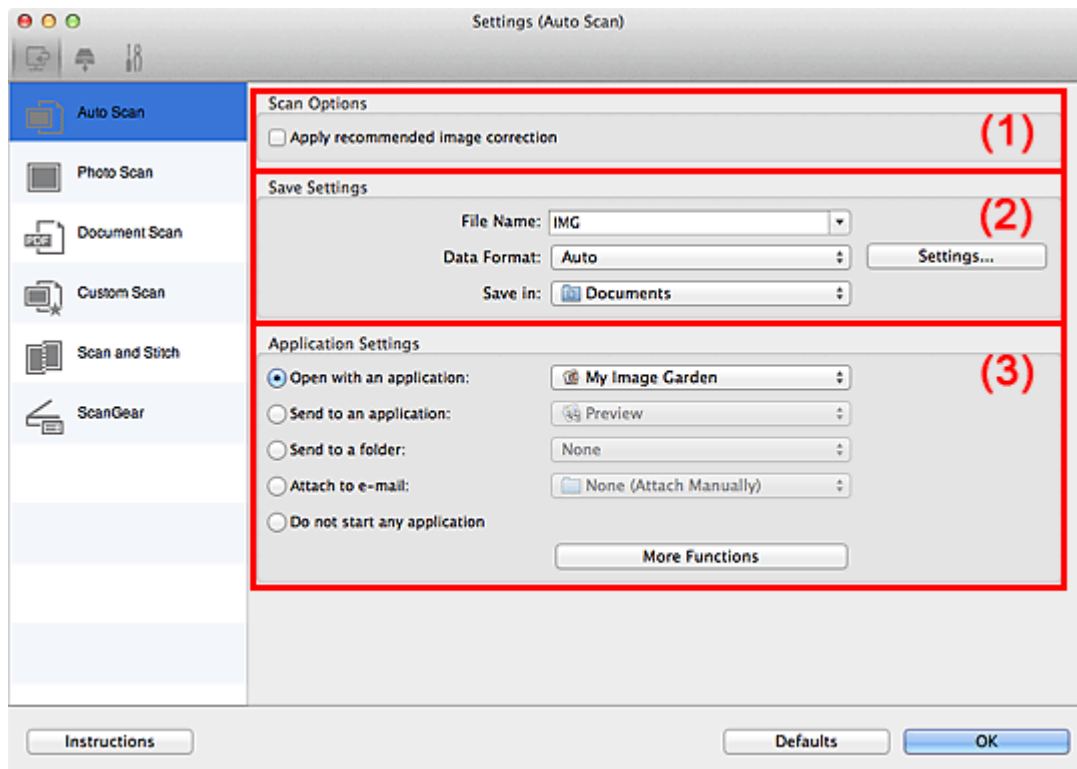 Settings (Auto Scan)
Auto Scan
Photo Scan
PDF
Document Scan
Custom Scan
Scan and Stitch
ScanGear
Scan Options
Apply recommended image correction
(1)
Save Settings
(2)
File Name: IMG
Data Format: Auto Settings...
Save in: Documents
Application Settings
(3)
Open with an application: My Image Garden
Send to an application: Preview
Send to a folder: None
Attach to e-mail: None (Attach Manually)
Do not start any application
More Functions
Instructions Defaults OK